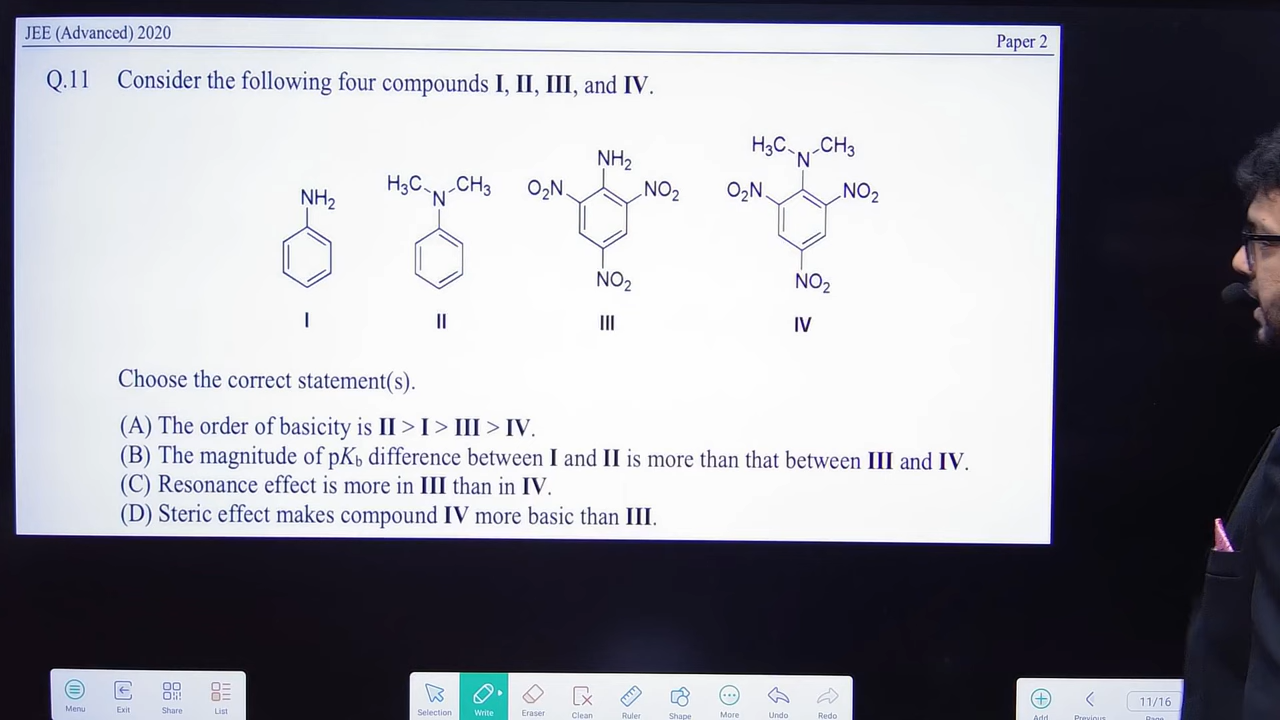 JEE (Advanced) 2020
Paper 2
Q.11 Consider the following four compounds I, II, III, and IV.
NH2
H3C N CH3
NH2
O2N NO2
NO2
H3C N CH3
O2N NO2
NO2
I
II
III
IV
Choose the correct statement(s).
(A) The order of basicity is II > I > III > IV.
(B) The magnitude of pKb difference between I and II is more than that between III and IV.
(C) Resonance effect is more in III than in IV.
(D) Steric effect makes compound IV more basic than III.
Menu
Exit
Share
List
Selection
Write
Eraser
Clean
Ruler
Shape
More
Undo
Redo
Add
Previous
11/16
Page